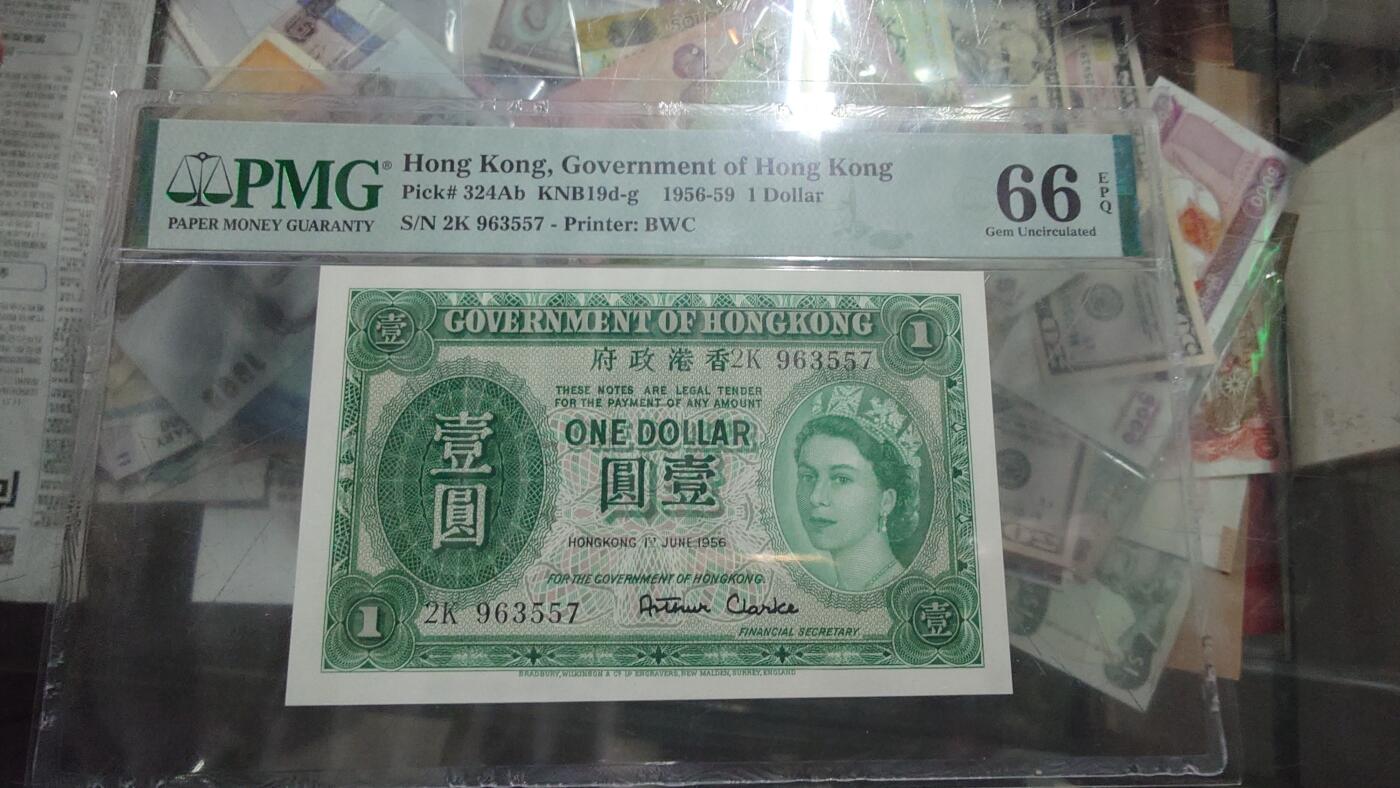 PMG® Hong Kong, Government of Hong Kong
Pick# 324Ab KNB19d-g 1956-59 1 Dollar
PAPER MONEY GUARANTY
S/N 2K 963557 - Printer: BWC
66 EPQ
Gem Uncirculated
壹
GOVERNMENT OF HONGKONG
1
府政港香
2K 963557
THESE NOTES ARE LEGAL TENDER
FOR THE PAYMENT OF ANY AMOUNT
ONE DOLLAR
壹圓
圓壹
HONGKONG 1ST JUNE 1956
FOR THE GOVERNMENT OF HONGKONG.
1
2K 963557
Arthur Clarke
FINANCIAL SECRETARY.
壹
BRADBURY, WILKINSON & Co LD ENGRAVERS, NEW MALDEN, SURREY, ENGLAND